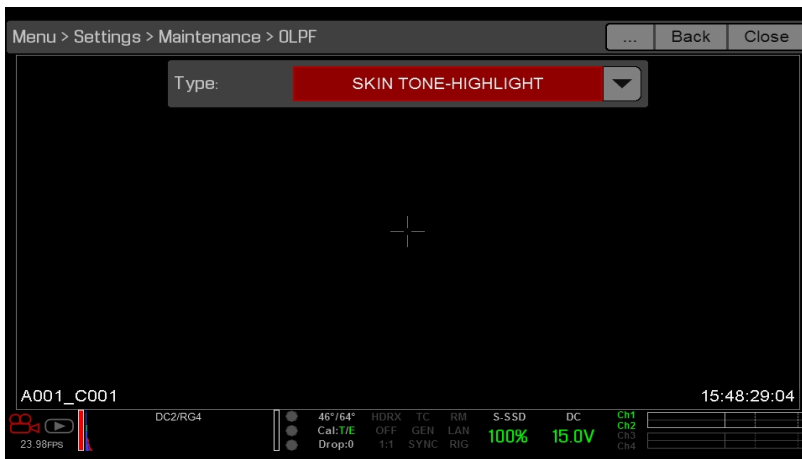 Menu > Settings > Maintenance > OLPF ... Back Close
Type: SKIN TONE-HIGHLIGHT
A001_C001 15:48:29:04
DC2/RG4 46°/64° HDRX TC RM S-SSD DC Ch1
Ch2
Cal:T/E OFF GEN LAN 100% 15.0V Ch3
23.98FPS Drop:0 1:1 SYNC RIG Ch4